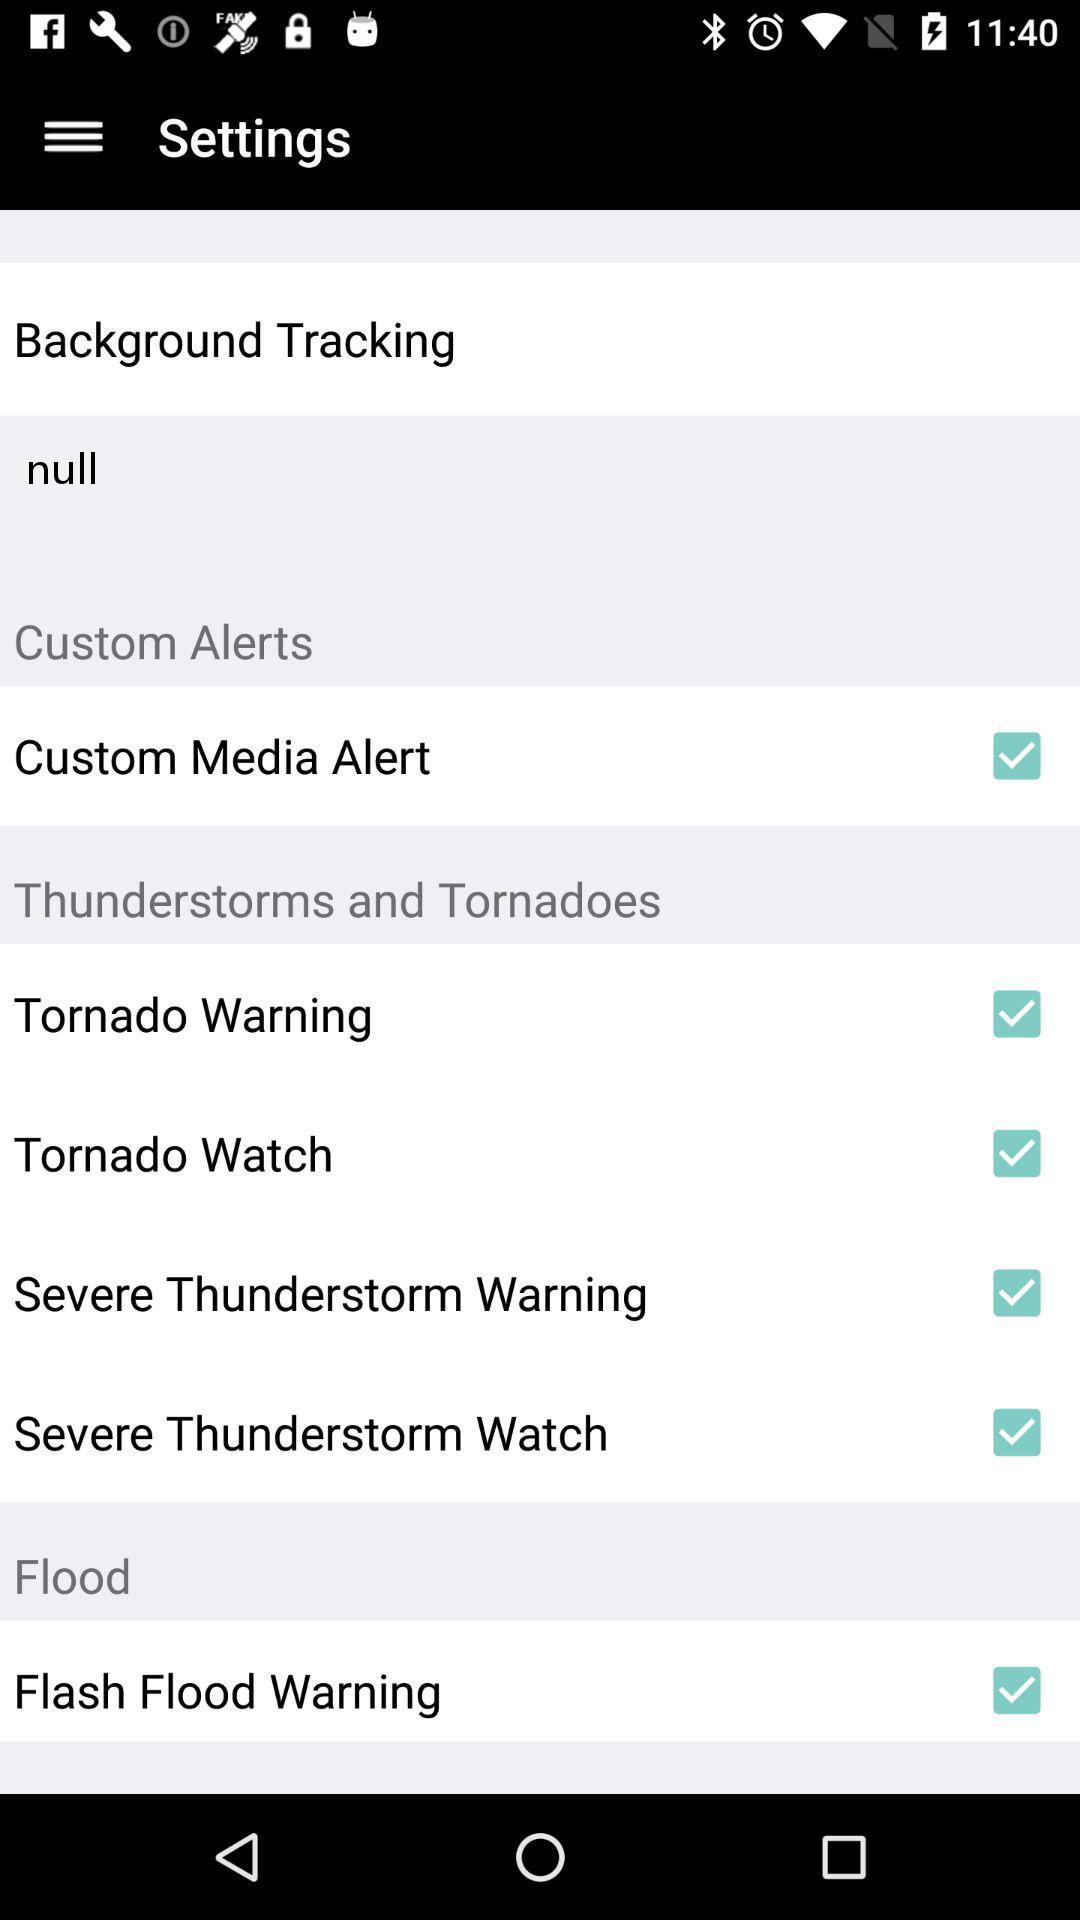 FAKE
11:40
Settings
Background Tracking
null
Custom Alerts
Custom Media Alert
Thunderstorms and Tornadoes
Tornado Warning
Tornado Watch
Severe Thunderstorm Warning
Severe Thunderstorm Watch
Flood
Flash Flood Warning